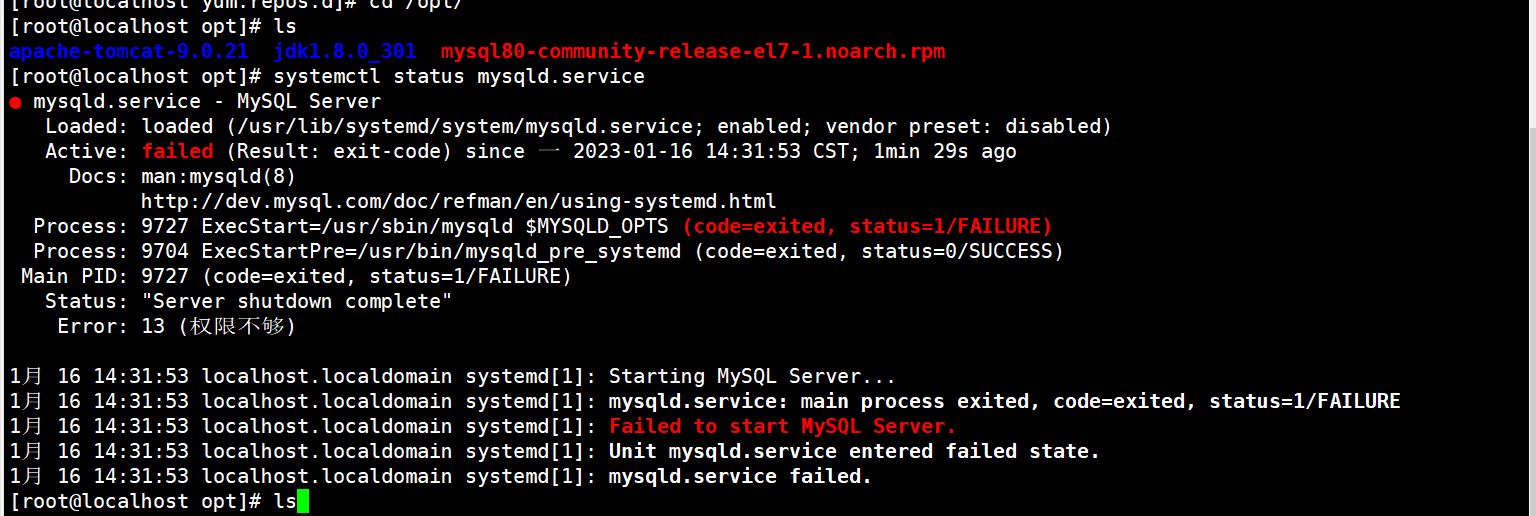 [root@localhost yum.repos.d]# cd /opt/
[root@localhost opt]# ls
apache-tomcat-9.0.21  jdk1.8.0_301  mysql80-community-release-el7-1.noarch.rpm
[root@localhost opt]# systemctl status mysqld.service
● mysqld.service - MySQL Server
   Loaded: loaded (/usr/lib/systemd/system/mysqld.service; enabled; vendor preset: disabled)
   Active: failed (Result: exit-code) since 一 2023-01-16 14:31:53 CST; 1min 29s ago
     Docs: man:mysqld(8)
           http://dev.mysql.com/doc/refman/en/using-systemd.html
  Process: 9727 ExecStart=/usr/sbin/mysqld $MYSQLD_OPTS (code=exited, status=1/FAILURE)
  Process: 9704 ExecStartPre=/usr/bin/mysqld_pre_systemd (code=exited, status=0/SUCCESS)
 Main PID: 9727 (code=exited, status=1/FAILURE)
   Status: "Server shutdown complete"
    Error: 13 (权限不够)
1月 16 14:31:53 localhost.localdomain systemd[1]: Starting MySQL Server...
1月 16 14:31:53 localhost.localdomain systemd[1]: mysqld.service: main process exited, code=exited, status=1/FAILURE
1月 16 14:31:53 localhost.localdomain systemd[1]: Failed to start MySQL Server.
1月 16 14:31:53 localhost.localdomain systemd[1]: Unit mysqld.service entered failed state.
1月 16 14:31:53 localhost.localdomain systemd[1]: mysqld.service failed.
[root@localhost opt]# ls